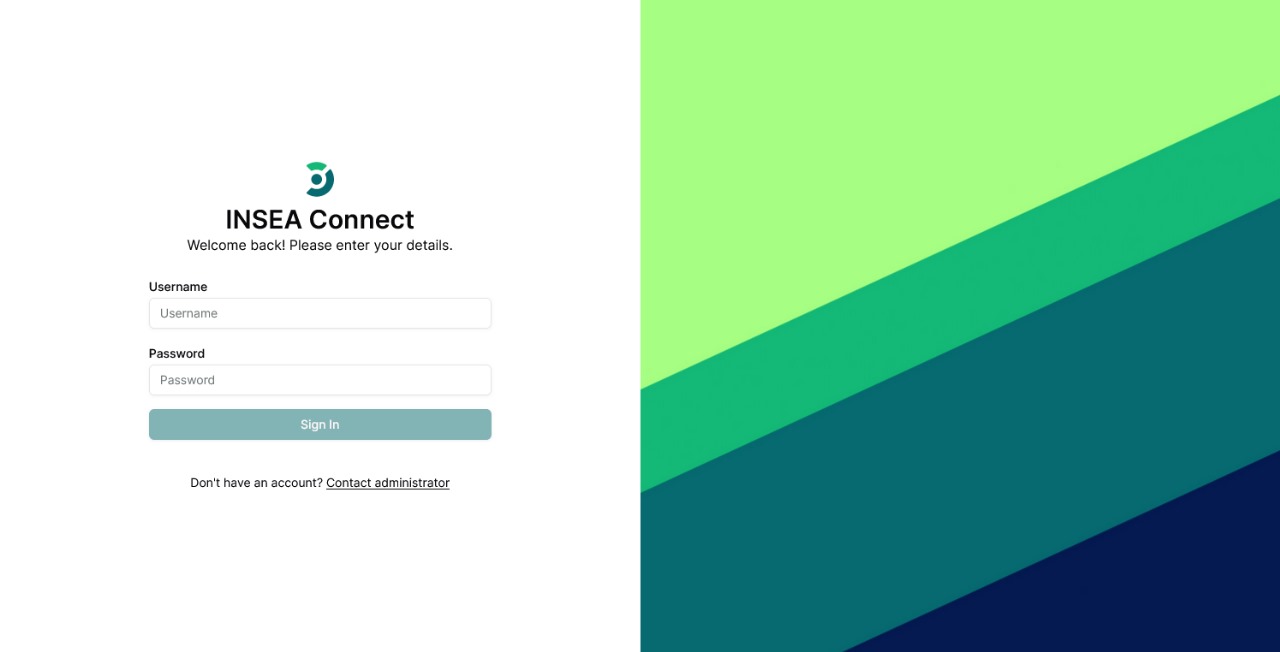 INSEA Connect
Welcome back! Please enter your details.
Username
Username
Password
Password
Sign In
Don't have an account? Contact administrator